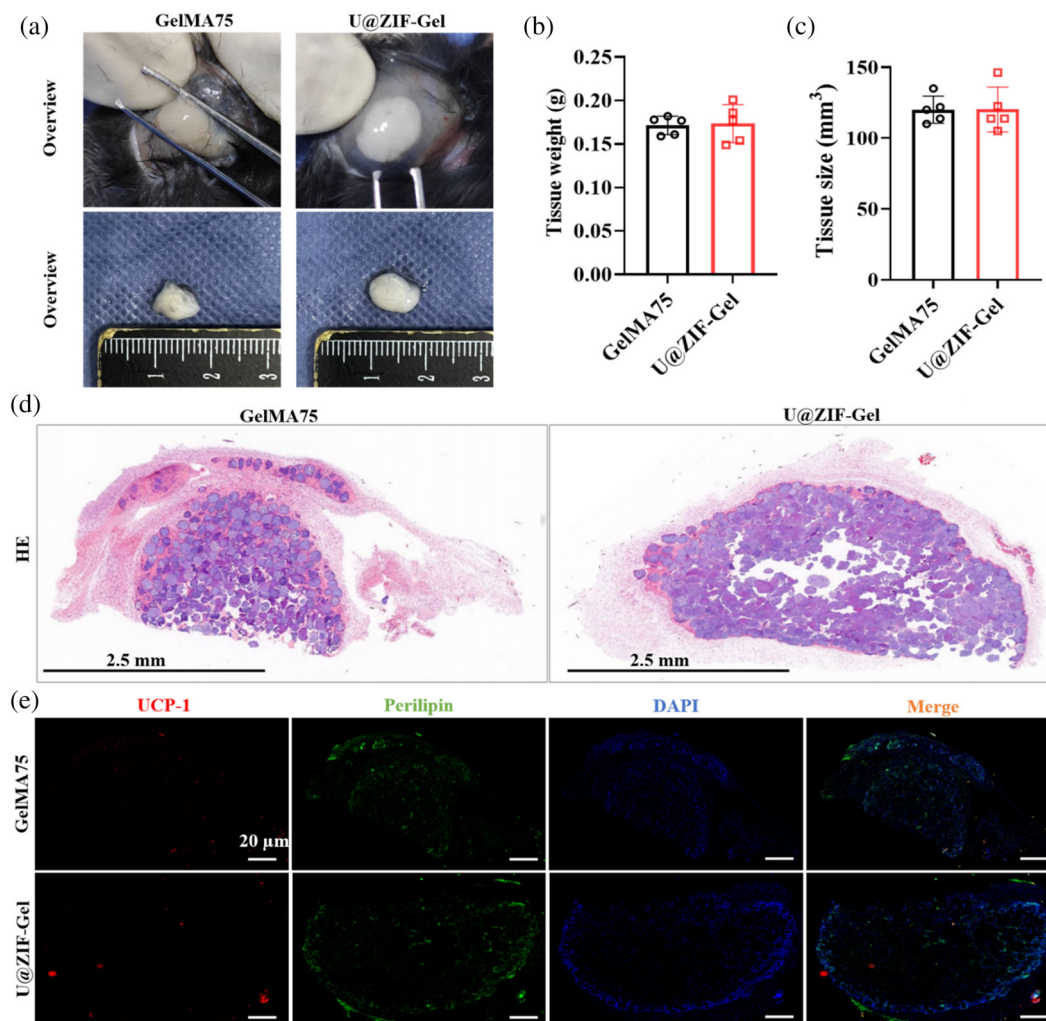 (a)
GelMA75
U@ZIF-Gel
Overview
Overview
1 2 3
1 2 3
(b)
Tissue weight (g)
0.25
0.20
0.15
0.10
0.05
0.00
GelMA75
U@ZIF-Gel
(c)
Tissue size (mm³)
150
100
50
0
GelMA75
U@ZIF-Gel
(d)
GelMA75
U@ZIF-Gel
HE
2.5 mm
2.5 mm
(e)
UCP-1
Perilipin
DAPI
Merge
GelMA75
20 μm
U@ZIF-Gel